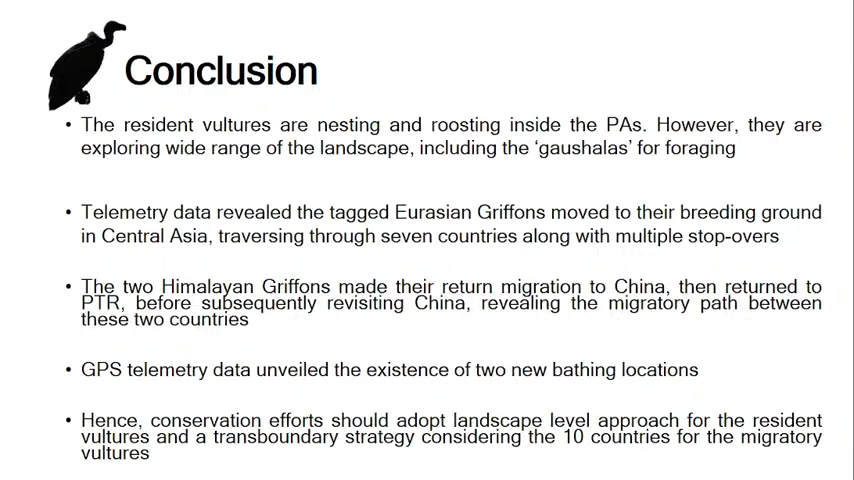 Conclusion
• The resident vultures are nesting and roosting inside the PAs. However, they are
exploring wide range of the landscape, including the ‘gaushalas’ for foraging
• Telemetry data revealed the tagged Eurasian Griffons moved to their breeding ground
in Central Asia, traversing through seven countries along with multiple stop-overs
• The two Himalayan Griffons made their return migration to China, then returned to
PTR, before subsequently revisiting China, revealing the migratory path between
these two countries
• GPS telemetry data unveiled the existence of two new bathing locations
• Hence, conservation efforts should adopt landscape level approach for the resident
vultures and a transboundary strategy considering the 10 countries for the migratory
vultures